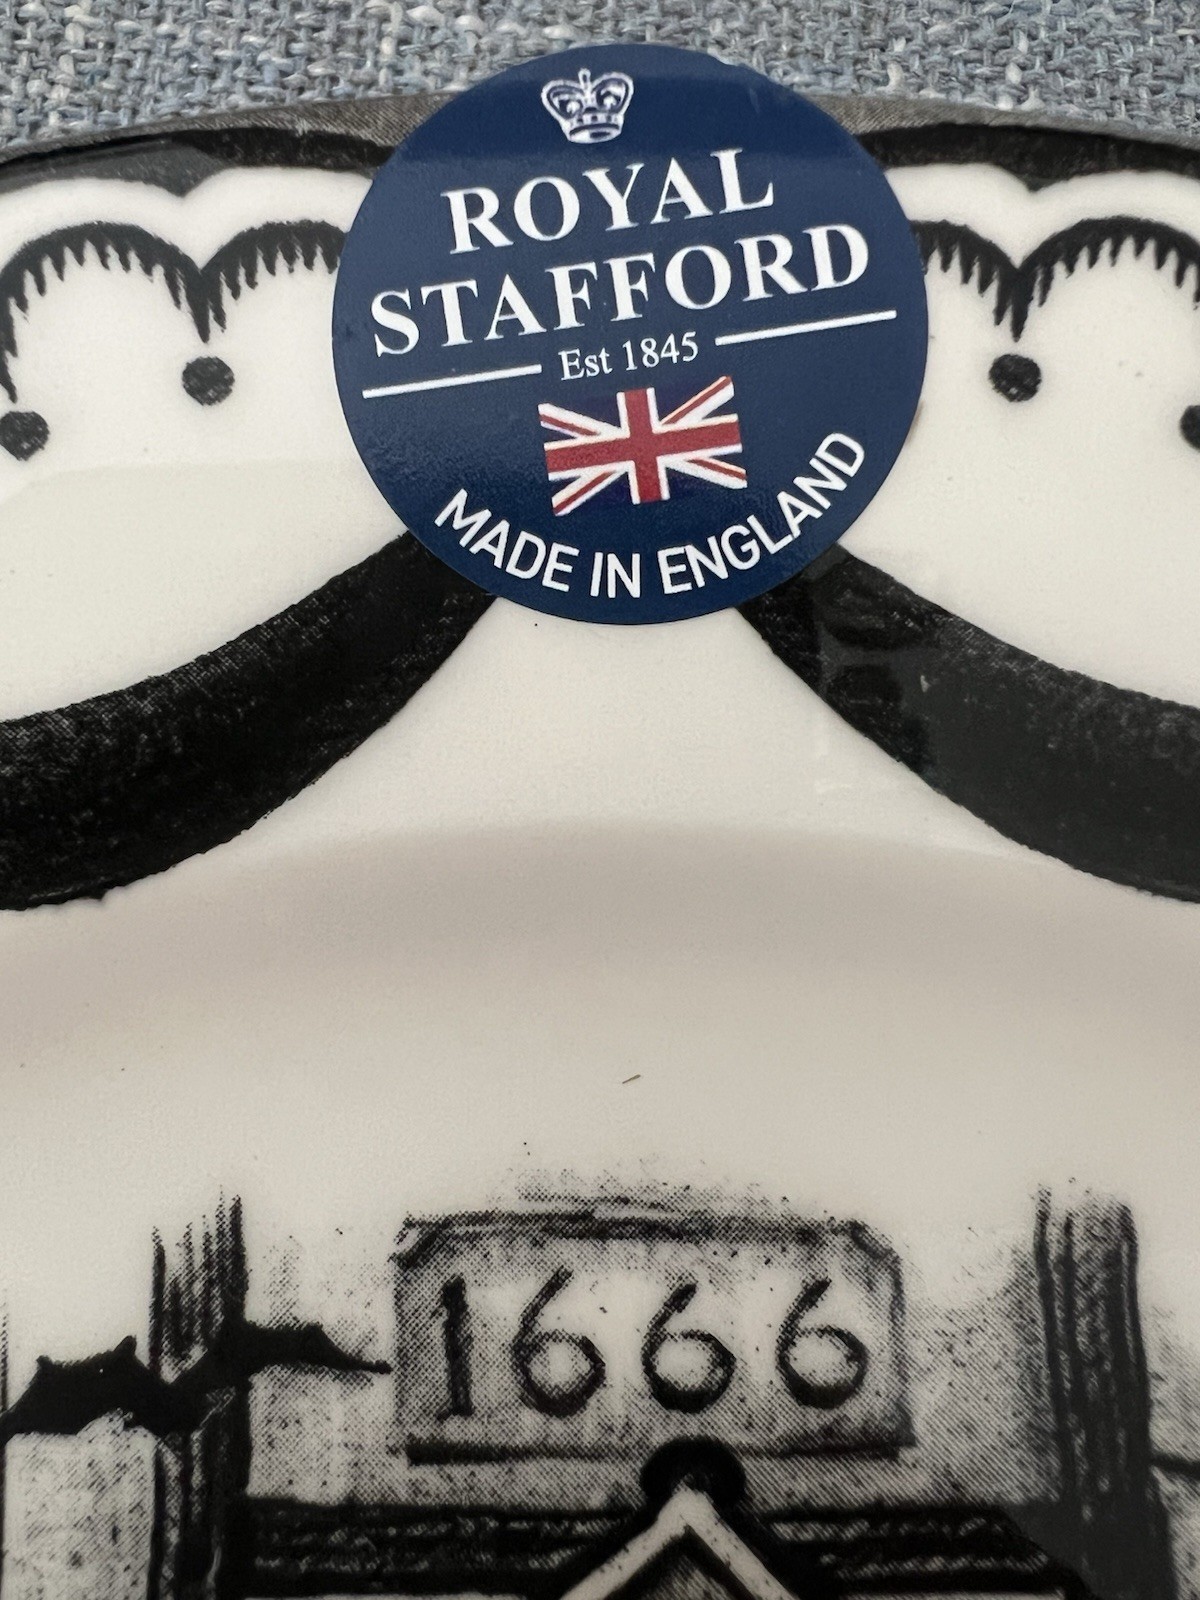 ROYAL
STAFFORD
Est 1845
MADE IN ENGLAND
1666